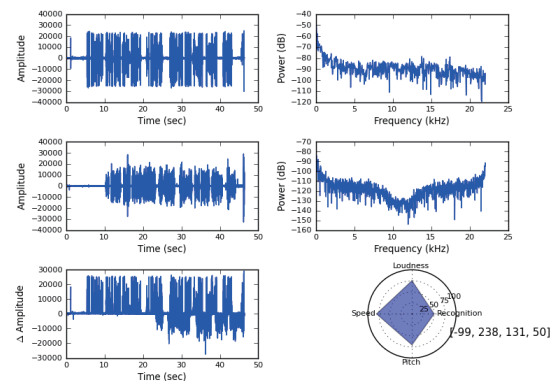 Amplitude
40000
30000
20000
10000
0
−10000
−20000
−30000
−40000
0 10 20 30 40 50
Time (sec)
Power (dB)
−40
−50
−60
−70
−80
−90
−100
−110
−120
0 5 10 15 20 25
Frequency (kHz)
Amplitude
40000
30000
20000
10000
0
−10000
−20000
−30000
−40000
0 10 20 30 40 50
Time (sec)
Power (dB)
−70
−80
−90
−100
−110
−120
−130
−140
−150
−160
0 5 10 15 20 25
Frequency (kHz)
Δ Amplitude
30000
20000
10000
0
−10000
−20000
−30000
0 10 20 30 40 50
Time (sec)
Loudness
25 50 75 100
Speed
Recognition
[-99, 238, 131, 50]
Pitch